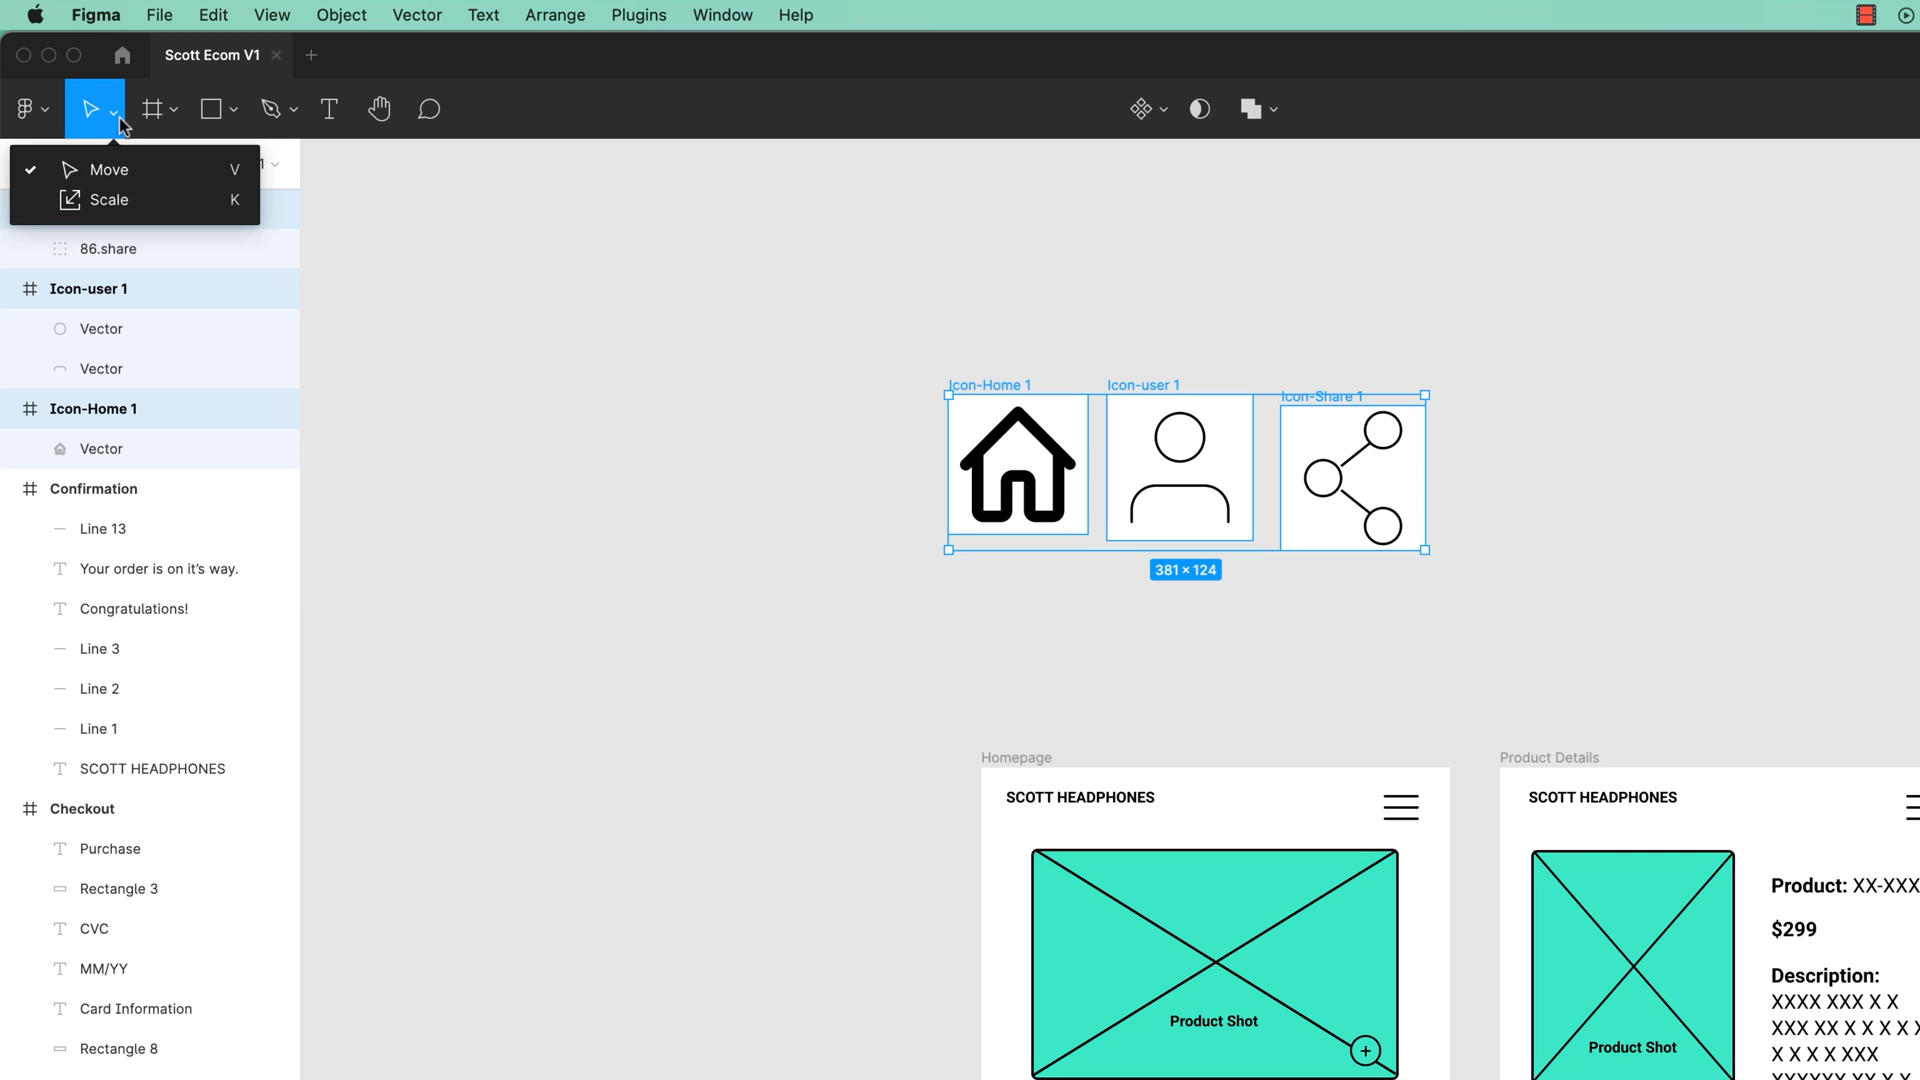 Figma File Edit View Object Vector Text Arrange Plugins Window Help
Scott Ecom V1
Move V
Scale K
1
86.share
Icon-user 1
Vector
Vector
Icon-Home 1
Vector
Confirmation
Line 13
Your order is on it’s way.
Congratulations!
Line 3
Line 2
Line 1
SCOTT HEADPHONES
Checkout
Purchase
Rectangle 3
CVC
MM/YY
Card Information
Rectangle 8
Icon-Home 1
Icon-user 1
Icon-Share 1
381 × 124
Homepage
SCOTT HEADPHONES
Product Shot
Product Details
SCOTT HEADPHONES
Product Shot
Product: XX-XXX
$299
Description:
XXXX XXX X X
XXX XX X X X X X
X X X X XXX